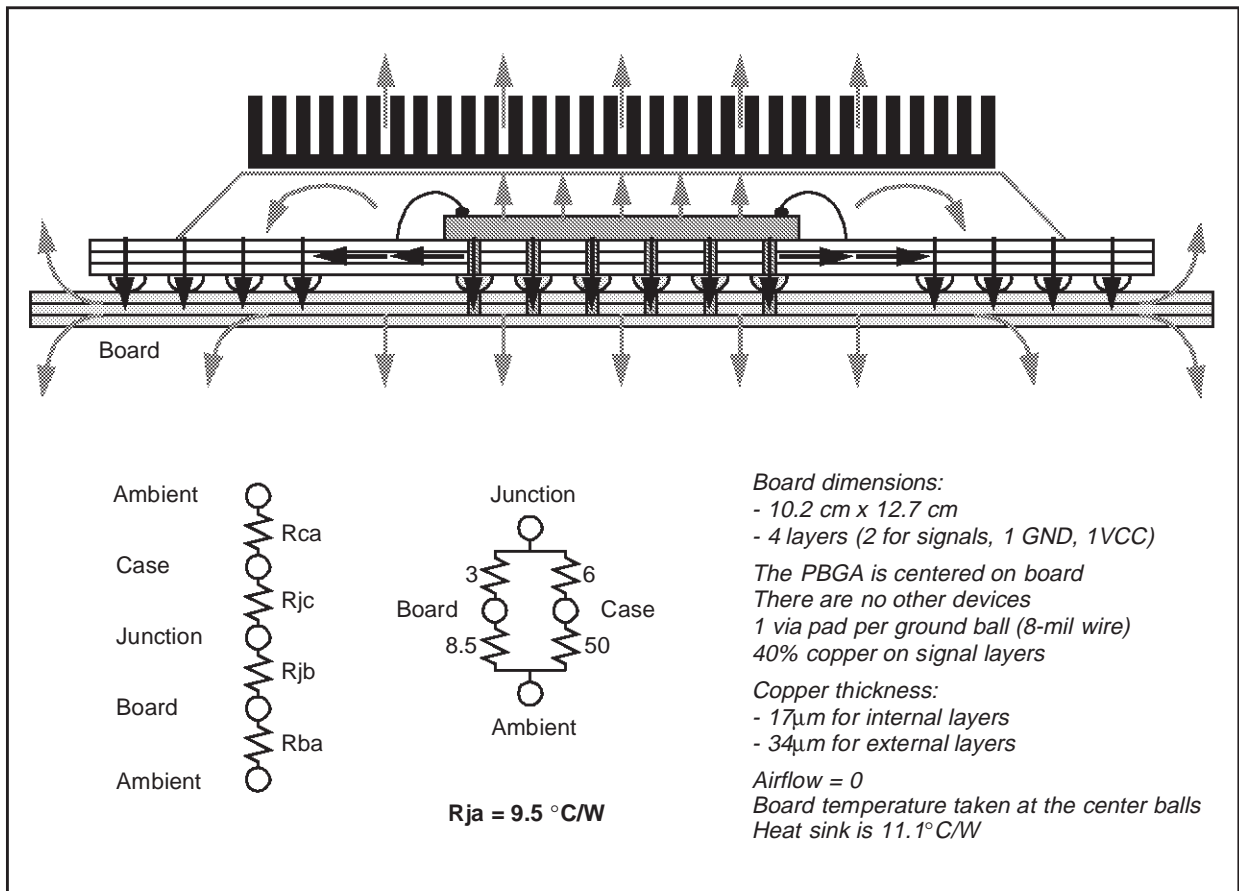 Board
Ambient
Rca
Case
Rjc
Junction
Rjb
Board
Rba
Ambient
Junction
3
6
Board
Case
8.5
50
Ambient
Rja = 9.5 °C/W
Board dimensions:
- 10.2 cm x 12.7 cm
- 4 layers (2 for signals, 1 GND, 1VCC)
The PBGA is centered on board
There are no other devices
1 via pad per ground ball (8-mil wire)
40% copper on signal layers
Copper thickness:
- 17μm for internal layers
- 34μm for external layers
Airflow = 0
Board temperature taken at the center balls
Heat sink is 11.1°C/W